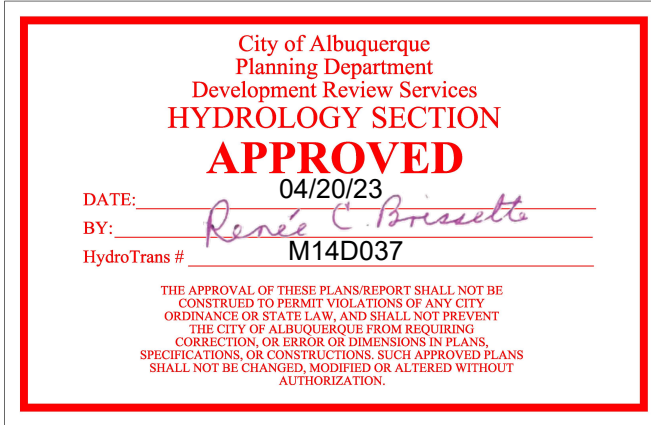 City of Albuquerque
Planning Department
Development Review Services
HYDROLOGY SECTION
APPROVED
DATE: 04/20/23
BY: Renée C. Brissette
HydroTrans # M14D037
THE APPROVAL OF THESE PLANS/REPORT SHALL NOT BE
CONSTRUED TO PERMIT VIOLATIONS OF ANY CITY
ORDINANCE OR STATE LAW, AND SHALL NOT PREVENT
THE CITY OF ALBUQUERQUE FROM REQUIRING
CORRECTION, OR ERROR OR DIMENSIONS IN PLANS,
SPECIFICATIONS, OR CONSTRUCTIONS. SUCH APPROVED PLANS
SHALL NOT BE CHANGED, MODIFIED OR ALTERED WITHOUT
AUTHORIZATION.